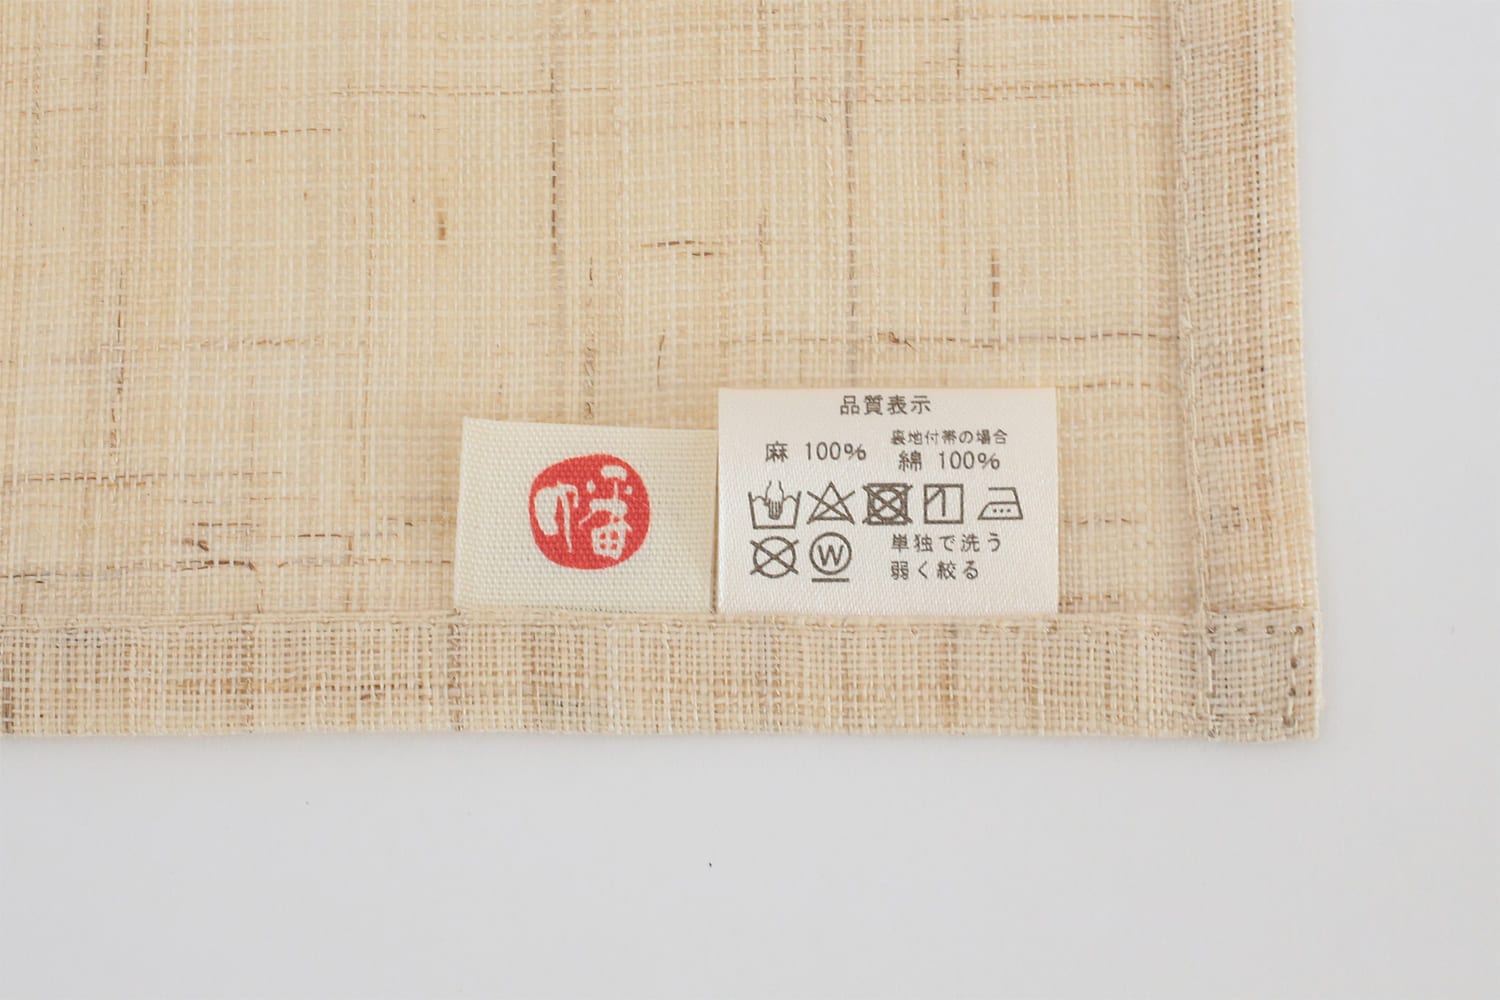 幡
品質表示
麻 100%
裏地付帯の場合
綿 100%
W
単独で洗う
弱く絞る